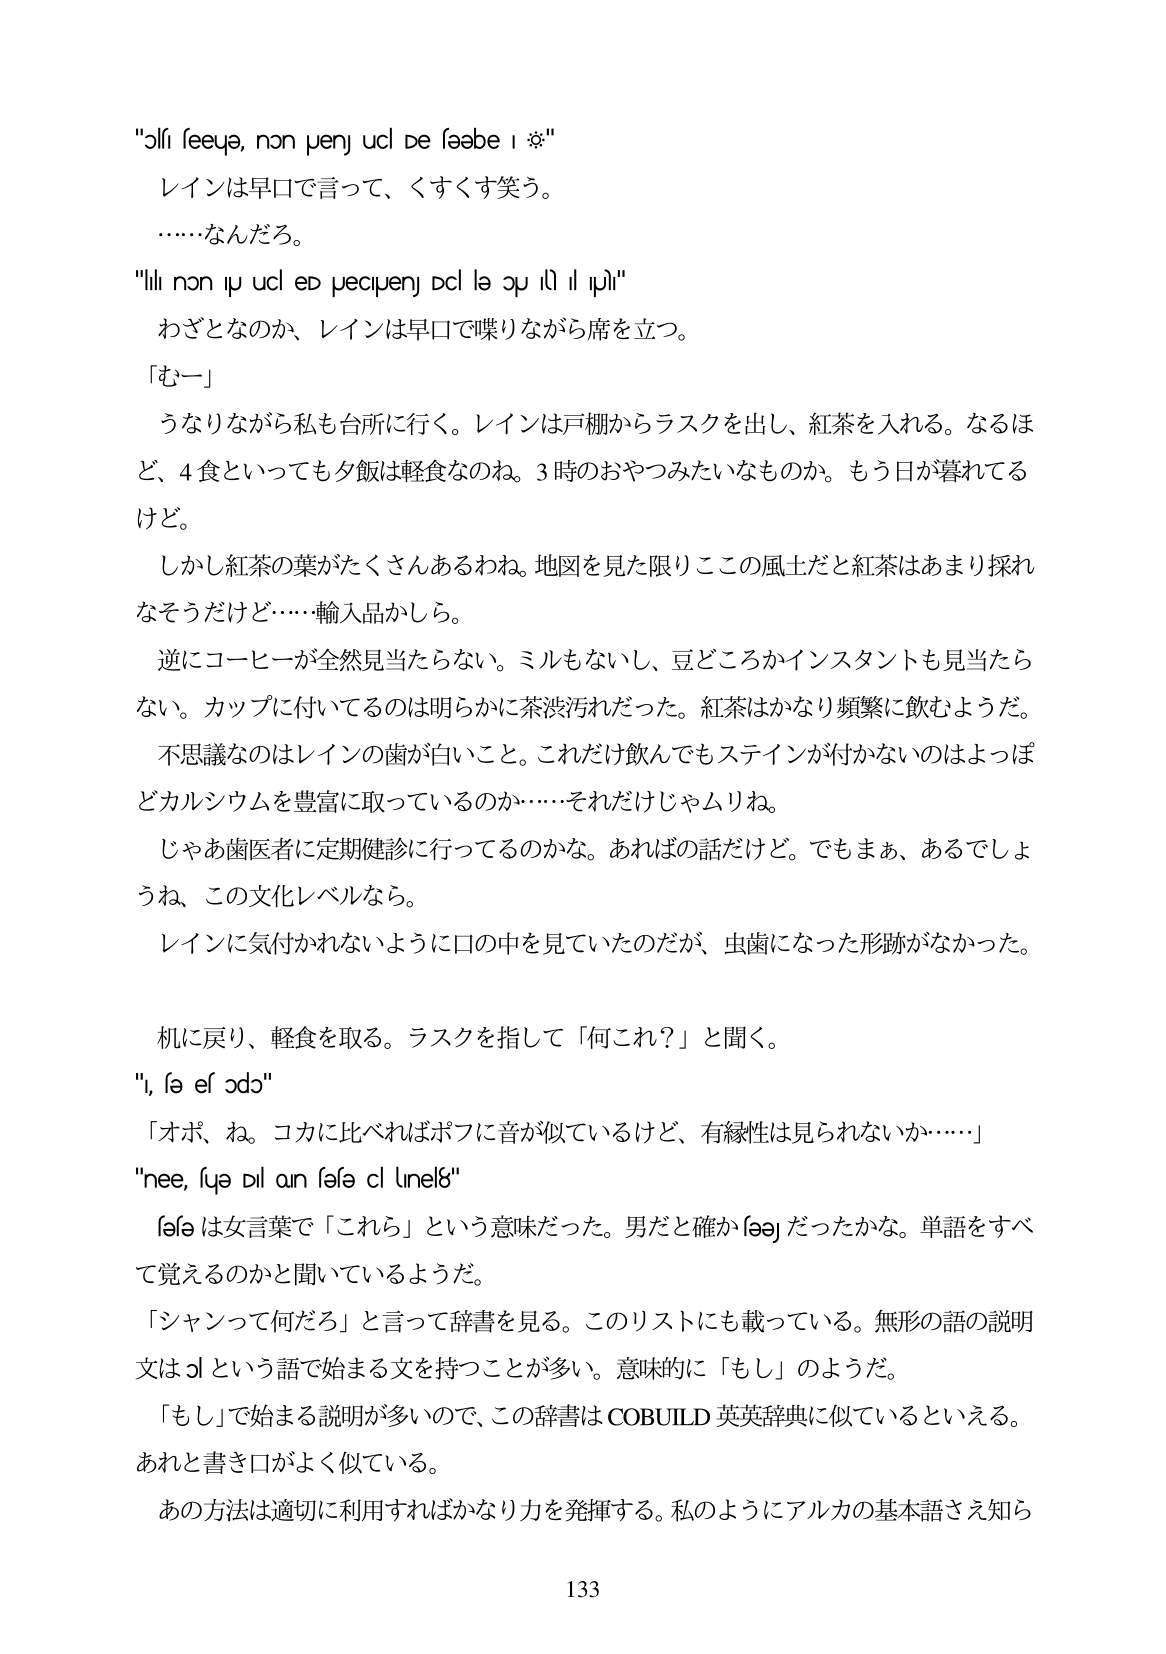 レインは早口で言って、くすくす笑う。
……なんだろ。
わざとなのか、レインは早口で喋りながら席を立つ。
「むー」
うなりながら私も台所に行く。レインは戸棚からラスクを出し、紅茶を入れる。なるほ
ど、4食といっても夕飯は軽食なのね。3時のおやつみたいなものか。もう日が暮れてる
けど。
しかし紅茶の葉がたくさんあるわね。地図を見た限りここの風土だと紅茶はあまり採れ
なそうだけど……輸入品かしら。
逆にコーヒーが全然見当たらない。ミルもないし、豆どころかインスタントも見当たら
ない。カップに付いてるのは明らかに茶渋汚れだった。紅茶はかなり頻繁に飲むようだ。
不思議なのはレインの歯が白いこと。これだけ飲んでもステインが付かないのはよっぽ
どカルシウムを豊富に取っているのか……それだけじゃムリね。
じゃあ歯医者に定期健診に行ってるのかな。あればの話だけど。でもまぁ、あるでしょ
うね、この文化レベルなら。
レインに気付かれないように口の中を見ていたのだが、虫歯になった形跡がなかった。
机に戻り、軽食を取る。ラスクを指して「何これ？」と聞く。
「オポ、ね。コカに比べればポフに音が似ているけど、有縁性は見られないか……」
は女言葉で「これら」という意味だった。男だと確か だったかな。単語をすべ
て覚えるのかと聞いているようだ。
「シャンって何だろ」と言って辞書を見る。このリストにも載っている。無形の語の説明
文は という語で始まる文を持つことが多い。意味的に「もし」のようだ。
「もし」で始まる説明が多いので、この辞書は COBUILD 英英辞典に似ているといえる。
あれと書き口がよく似ている。
あの方法は適切に利用すればかなり力を発揮する。私のようにアルカの基本語さえ知ら
133